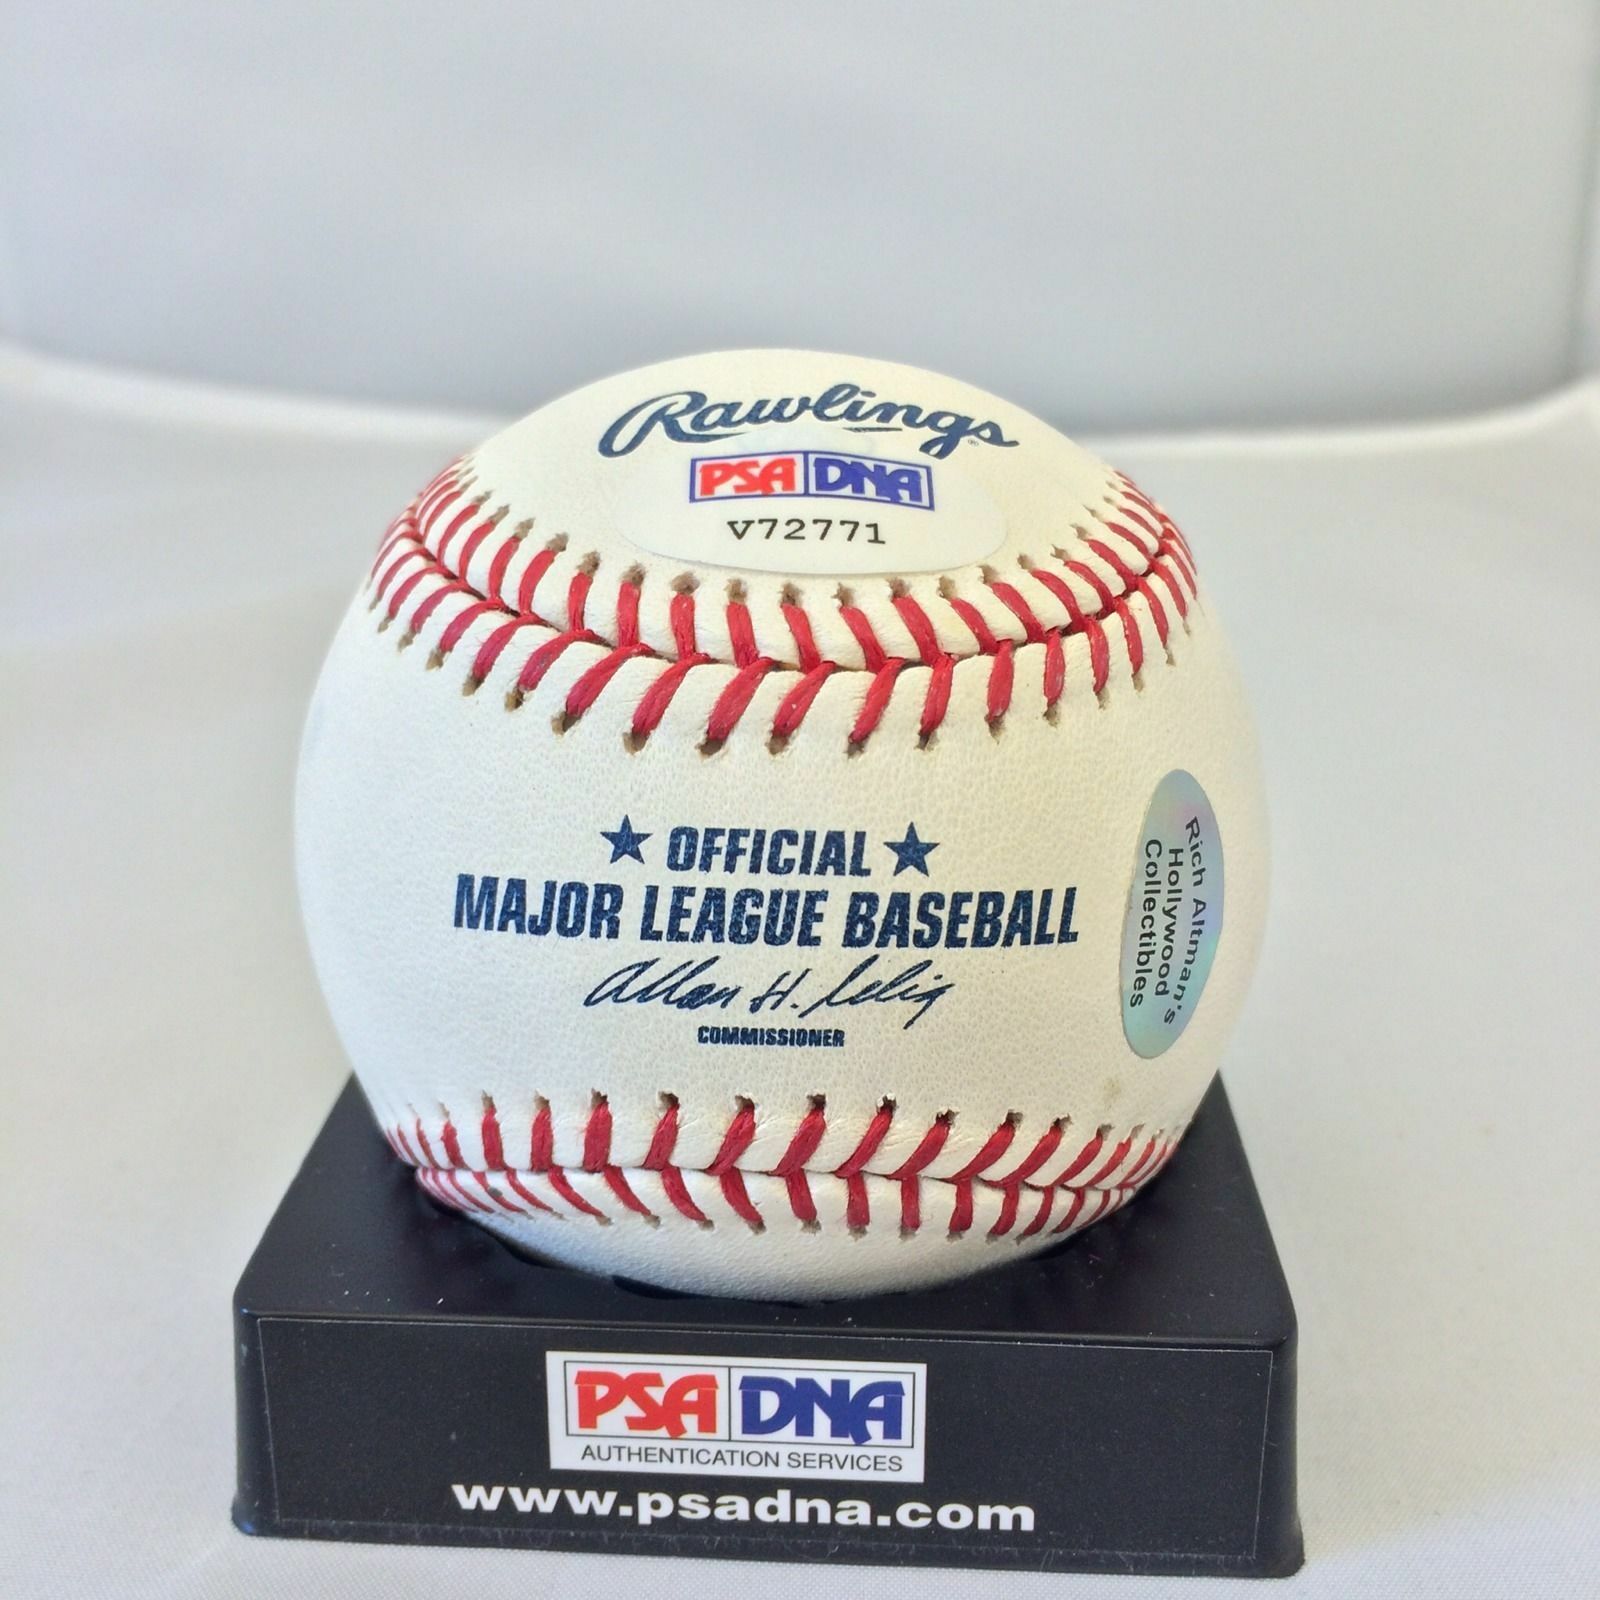 Rawlings®
PSA DNA
V72771
★ OFFICIAL ★
MAJOR LEAGUE BASEBALL
Allan H. Selig
COMMISSIONER
Rich Altman's
Hollywood
Collectibles
PSA DNA
AUTHENTICATION SERVICES
www.psadna.com